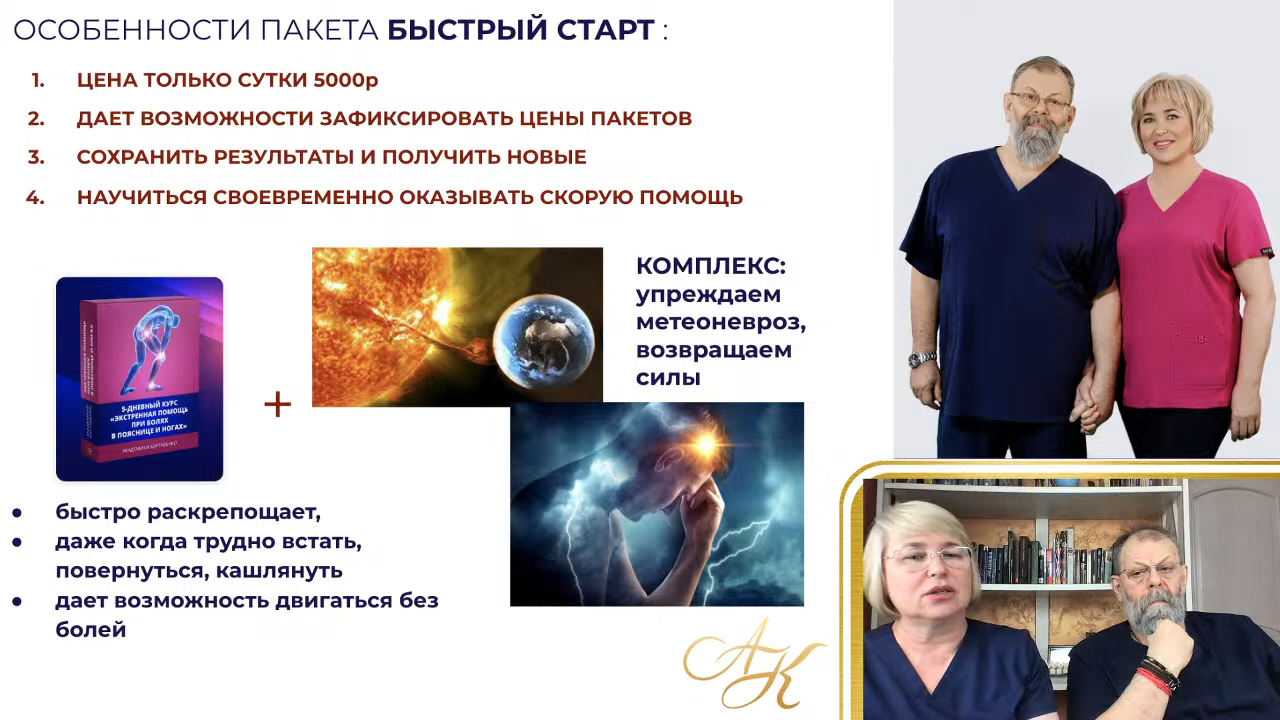 ОСОБЕННОСТИ ПАКЕТА БЫСТРЫЙ СТАРТ :
1. ЦЕНА ТОЛЬКО СУТКИ 5000р
2. ДАЕТ ВОЗМОЖНОСТИ ЗАФИКСИРОВАТЬ ЦЕНЫ ПАКЕТОВ
3. СОХРАНИТЬ РЕЗУЛЬТАТЫ И ПОЛУЧИТЬ НОВЫЕ
4. НАУЧИТЬСЯ СВОЕВРЕМЕННО ОКАЗЫВАТЬ СКОРУЮ ПОМОЩЬ
5-ДНЕВНЫЙ КУРС
«ЭКСТРЕННАЯ ПОМОЩЬ
ПРИ БОЛЯХ
В ПОЯСНИЦЕ И НОГАХ»
+
КОМПЛЕКС:
упреждаем
метеоневроз,
возвращаем
силы
● быстро раскрепощает,
● даже когда трудно встать,
повернуться, кашлянуть
● дает возможность двигаться без
болей
АК